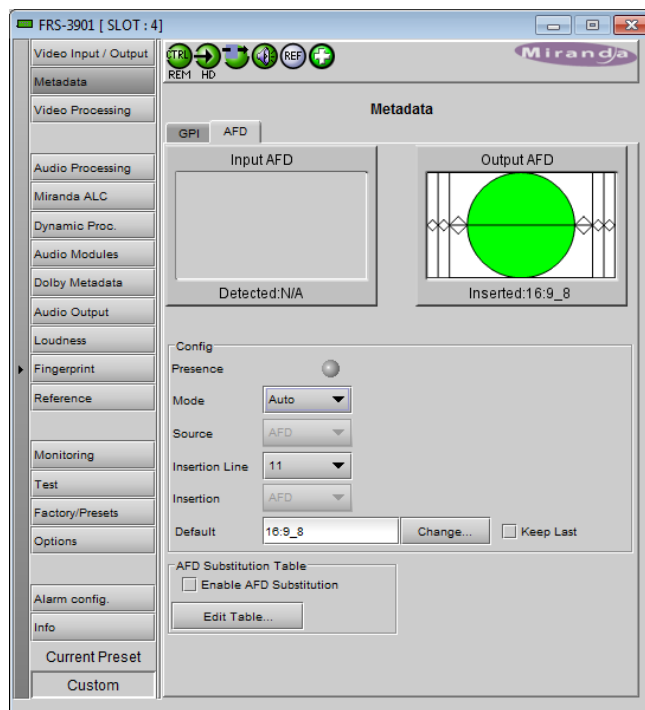 FRS-3901 [ SLOT : 4]
Video Input / Output
Metadata
Video Processing
Audio Processing
Miranda ALC
Dynamic Proc.
Audio Modules
Dolby Metadata
Audio Output
Loudness
Fingerprint
Reference
Monitoring
Test
Factory/Presets
Options
Alarm config.
Info
Current Preset
Custom
CTRL
REF
REM HD
Miranda
Metadata
GPI AFD
Input AFD
Detected:N/A
Output AFD
Inserted:16:9_8
Config
Presence
Mode Auto
Source AFD
Insertion Line 11
Insertion AFD
Default 16:9_8 Change... Keep Last
AFD Substitution Table
Enable AFD Substitution
Edit Table...